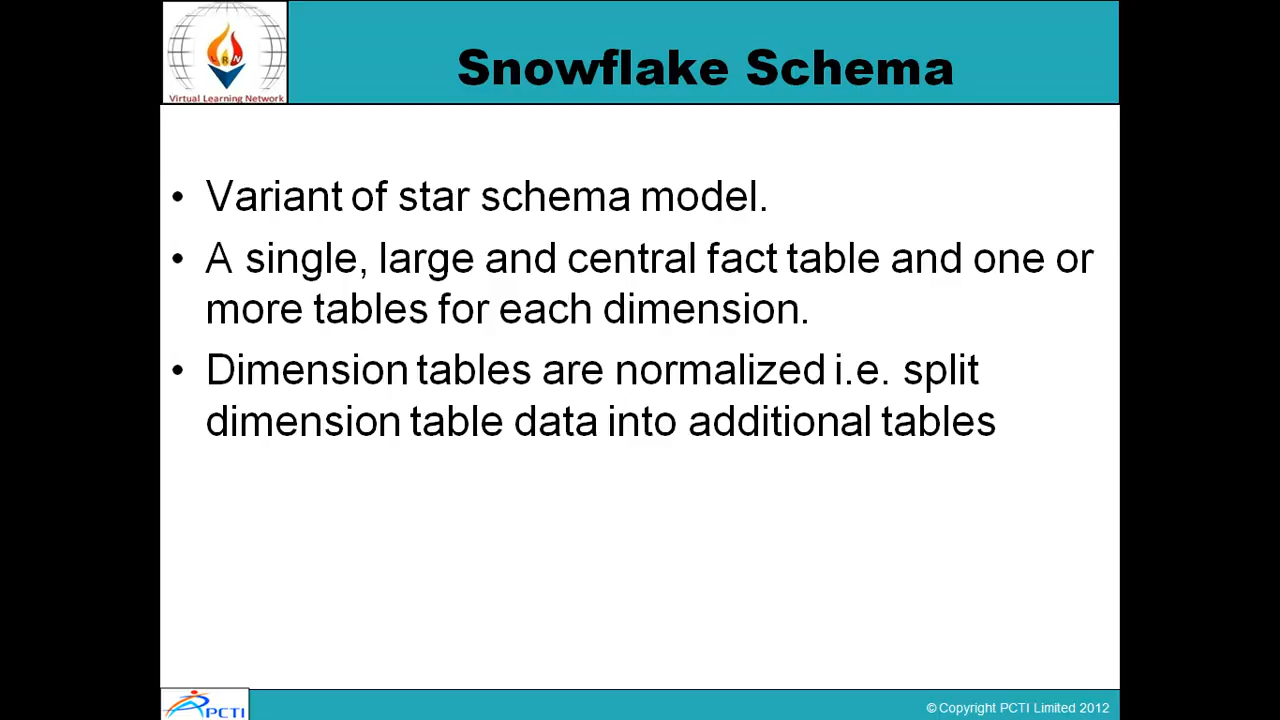 Snowflake Schema
LRN
Virtual Learning Network
• Variant of star schema model.
• A single, large and central fact table and one or
more tables for each dimension.
• Dimension tables are normalized i.e. split
dimension table data into additional tables
PCTI
© Copyright PCTI Limited 2012